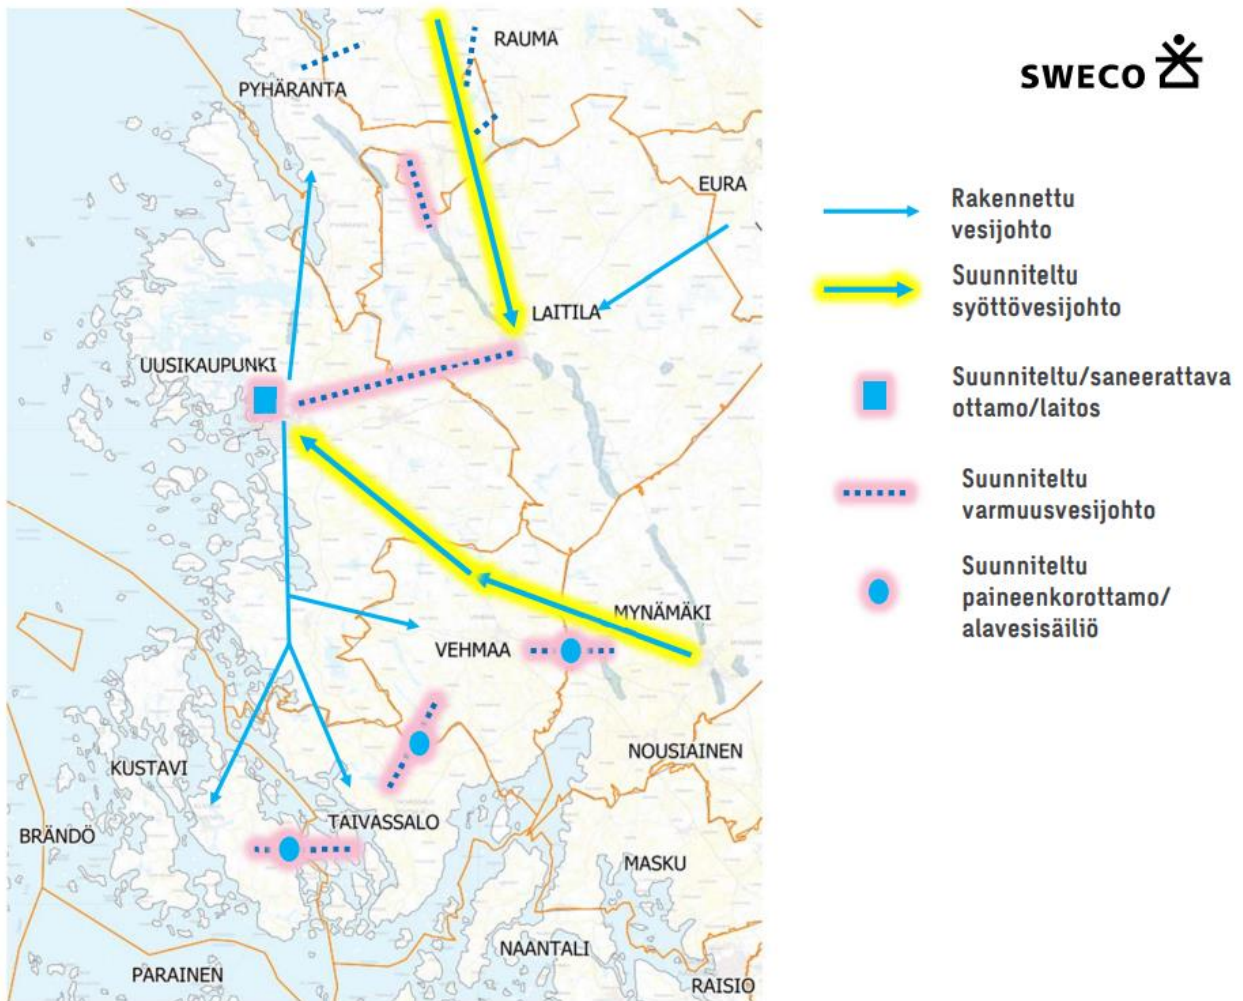 RAUMA
SWECO
PYHÄRANTA
EURA
Rakennettu
vesijohto
Suunniteltu
syöttövesijohto
LAITILA
UUSIKAUPUNKI
Suunniteltu/saneerattava
ottamo/laitos
Suunniteltu
varmuusvesijohto
Suunniteltu
paineenkorottamo/
alavesisäiliö
MYNÄMÄKI
VEHMAA
NOUSIAINEN
KUSTAVI
TAIVASSALO
BRÄNDÖ
MASKU
NAANTALI
PARAINEN
RAISIO